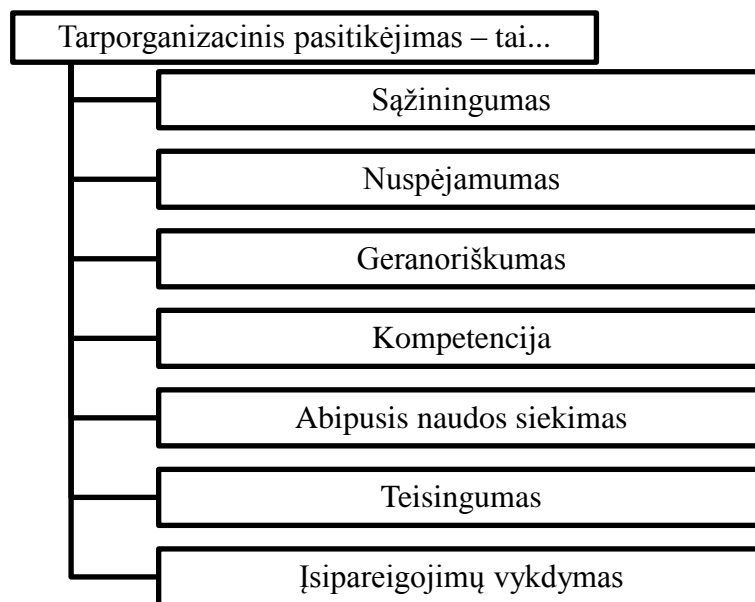 Tarporganizacinis pasitikėjimas – tai...
Sąžiningumas
Nuspėjamumas
Geranoriškumas
Kompetencija
Abipusis naudos siekimas
Teisingumas
Įsipareigojimų vykdymas